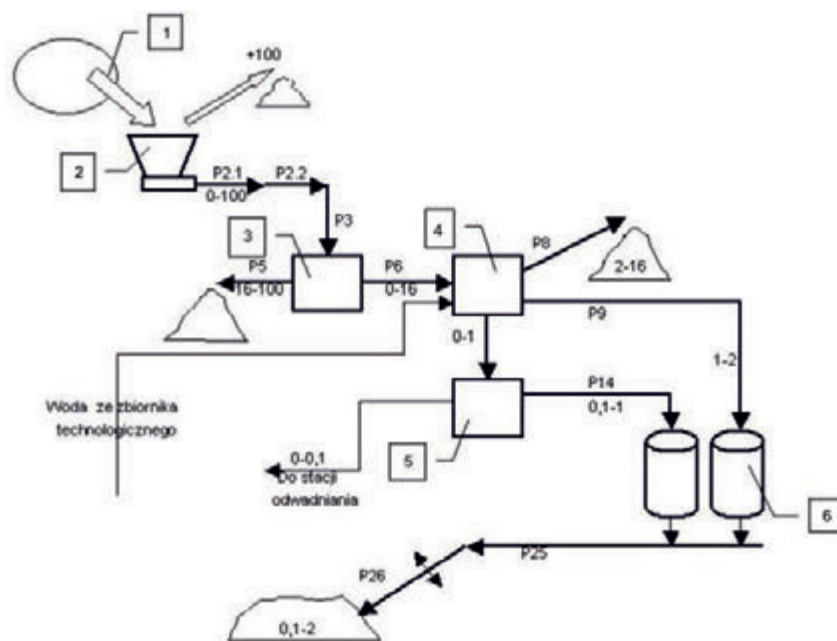 1
+100
2
P2.1
P2.2
0-100
P3
3
4
P8
2-16
P5
16-100
P6
0-16
P9
0-1
1-2
Woda ze zbiornika
technologicznego
P14
0,1-1
5
0-0,1
Do stacji
odwadniania
6
P25
P26
0,1-2